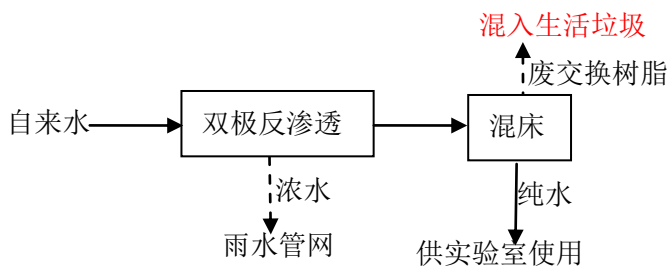 混入生活垃圾
废交换树脂
自来水
双极反渗透
混床
浓水
纯水
雨水管网
供实验室使用